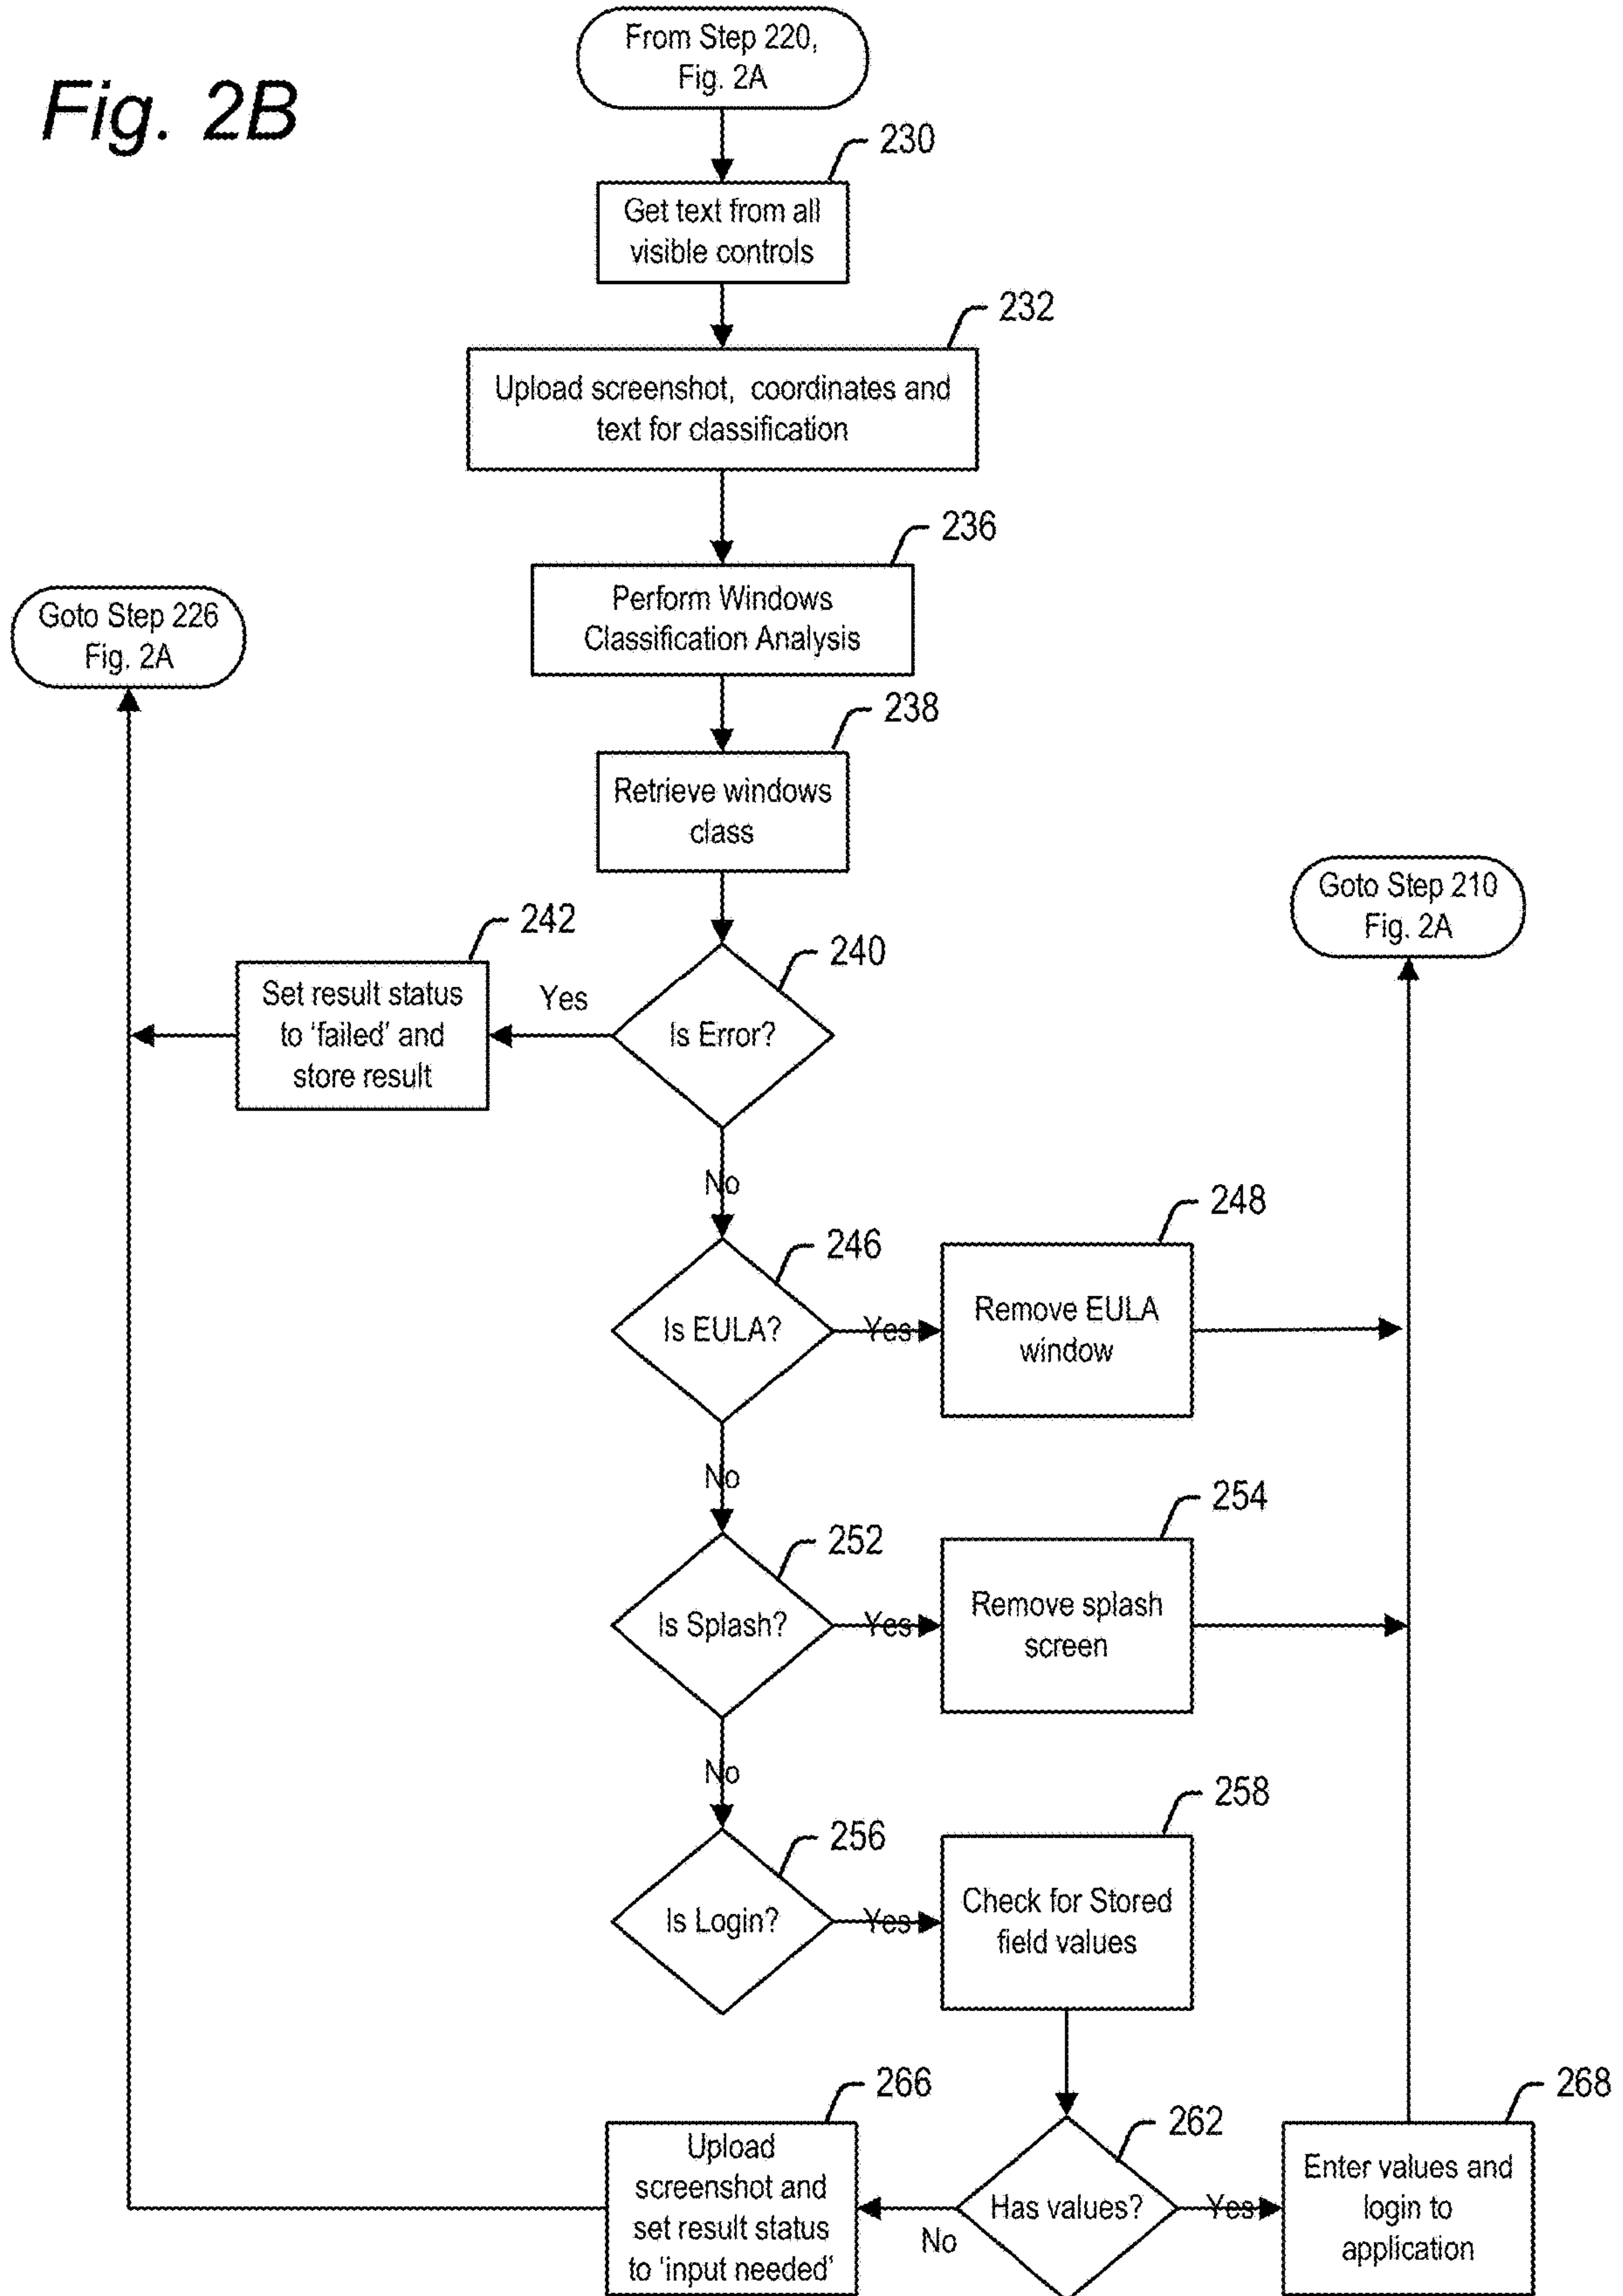 Fig. 2B
From Step 220,
Fig. 2A
230
Get text from all
visible controls
232
Upload screenshot, coordinates and
text for classification
236
Perform Windows
Classification Analysis
Goto Step 226
Fig. 2A
238
Retrieve windows
class
Goto Step 210
Fig. 2A
242
Set result status
to ‘failed’ and
store result
Yes
240
Is Error?
No
246
Is EULA?
Yes
248
Remove EULA
window
No
252
Is Splash?
Yes
254
Remove splash
screen
No
256
Is Login?
Yes
258
Check for Stored
field values
266
Upload
screenshot and
set result status
to ‘input needed’
No
262
Has values?
Yes
268
Enter values and
login to
application